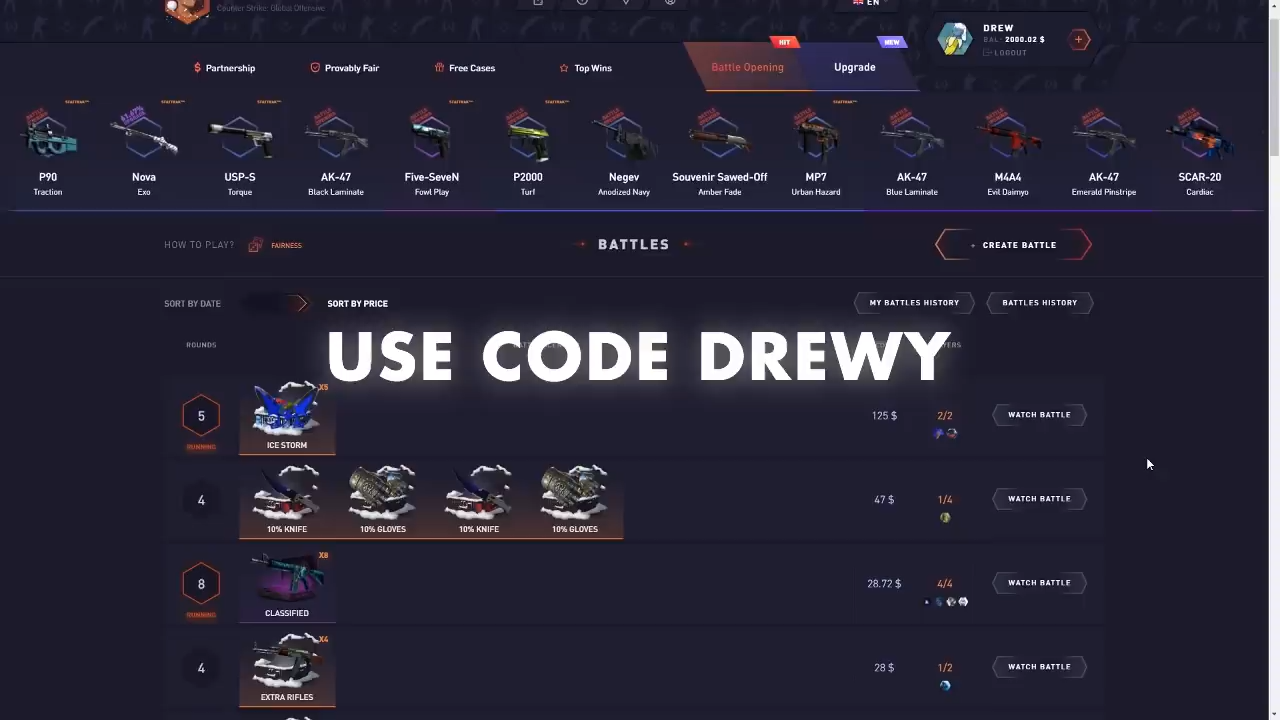 Counter Strike: Global Offensive
EN
DREW
BAL: 2000.02 $
LOGOUT
HIT
NEW
Partnership
Provably Fair
Free Cases
Top Wins
Battle Opening
Upgrade
P90
Traction
Nova
Exo
USP-S
Torque
AK-47
Black Laminate
Five-SeveN
Fowl Play
P2000
Turf
Negev
Anodized Navy
Souvenir Sawed-Off
Amber Fade
MP7
Urban Hazard
AK-47
Blue Laminate
M4A4
Evil Daimyo
AK-47
Emerald Pinstripe
SCAR-20
Cardiac
HOW TO PLAY?
FAIRNESS
BATTLES
+ CREATE BATTLE
SORT BY DATE
SORT BY PRICE
MY BATTLES HISTORY
BATTLES HISTORY
ROUNDS
USE CODE DREWY
5
RUNNING
X5
ICE STORM
125 $
2/2
WATCH BATTLE
4
10% KNIFE
10% GLOVES
10% KNIFE
10% GLOVES
47 $
1/4
WATCH BATTLE
8
RUNNING
X8
CLASSIFIED
28.72 $
4/4
WATCH BATTLE
4
X4
EXTRA RIFLES
28 $
1/2
WATCH BATTLE